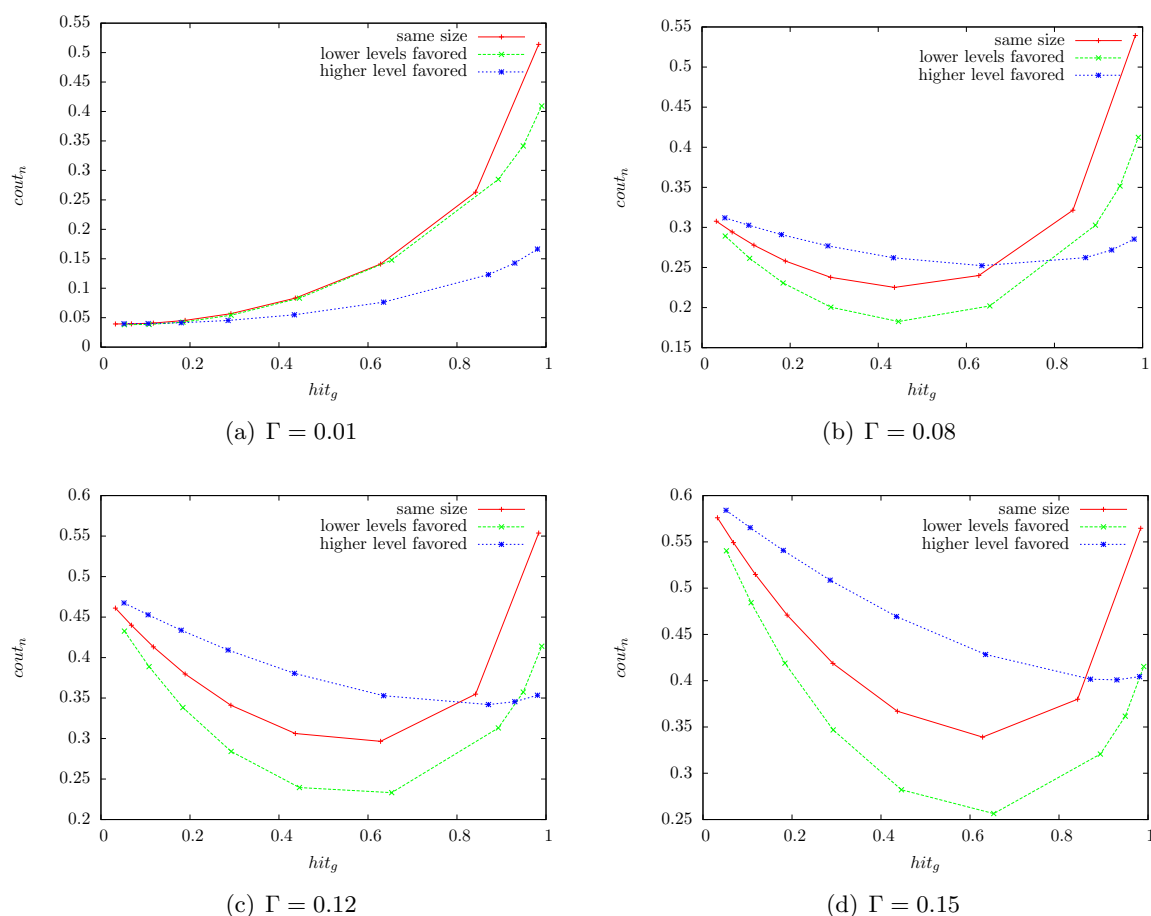 0.55
0.5
0.45
0.4
0.35
0.3
0.25
0.2
0.15
0.1
0.05
0
0 0.2 0.4 0.6 0.8 1
cout_n
hit_g
same size
lower levels favored
higher level favored
(a) Γ = 0.01
0.55
0.5
0.45
0.4
0.35
0.3
0.25
0.2
0.15
0 0.2 0.4 0.6 0.8 1
cout_n
hit_g
same size
lower levels favored
higher level favored
(b) Γ = 0.08
0.6
0.55
0.5
0.45
0.4
0.35
0.3
0.25
0.2
0 0.2 0.4 0.6 0.8 1
cout_n
hit_g
same size
lower levels favored
higher level favored
(c) Γ = 0.12
0.6
0.55
0.5
0.45
0.4
0.35
0.3
0.25
0 0.2 0.4 0.6 0.8 1
cout_n
hit_g
same size
lower levels favored
higher level favored
(d) Γ = 0.15